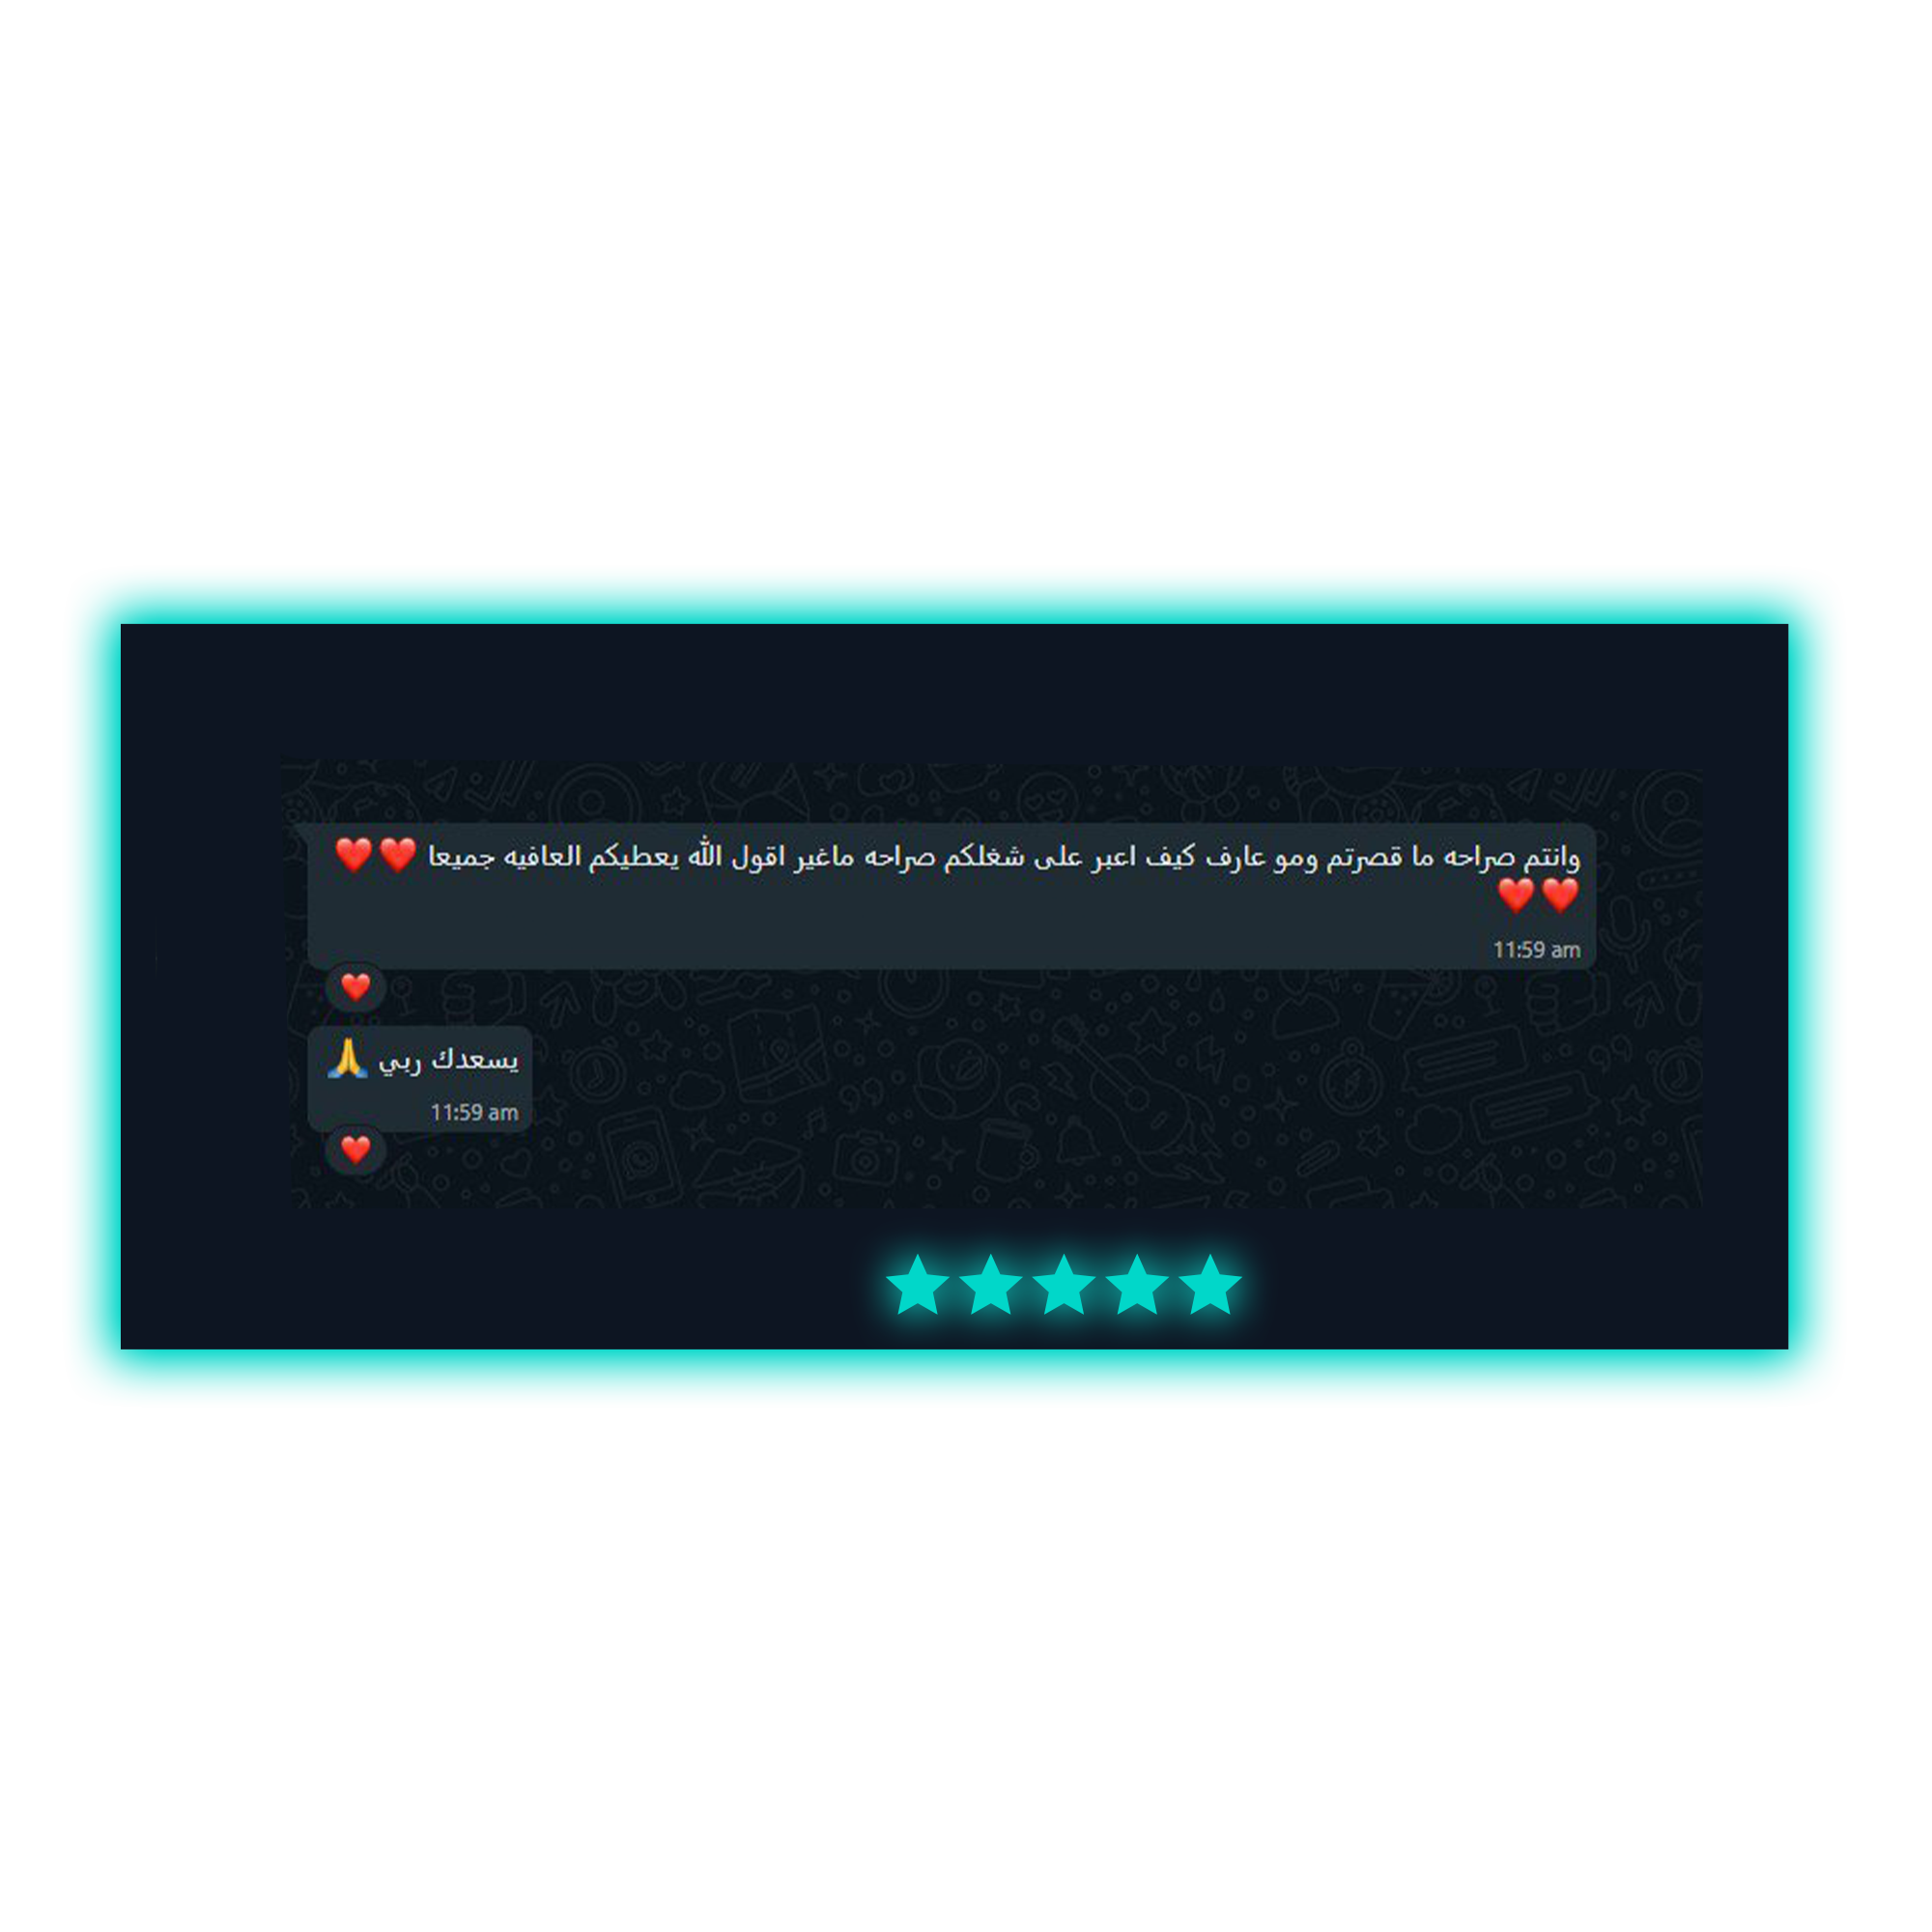 وانتم صراحه ما قصرتم ومو عارف كيف اعبر على شغلكم صراحه ماغير اقول الله يعطيكم العافيه جميعا ❤️❤️
❤️❤️
11:59 am
❤️
يسعدك ربي 🙏
11:59 am
❤️